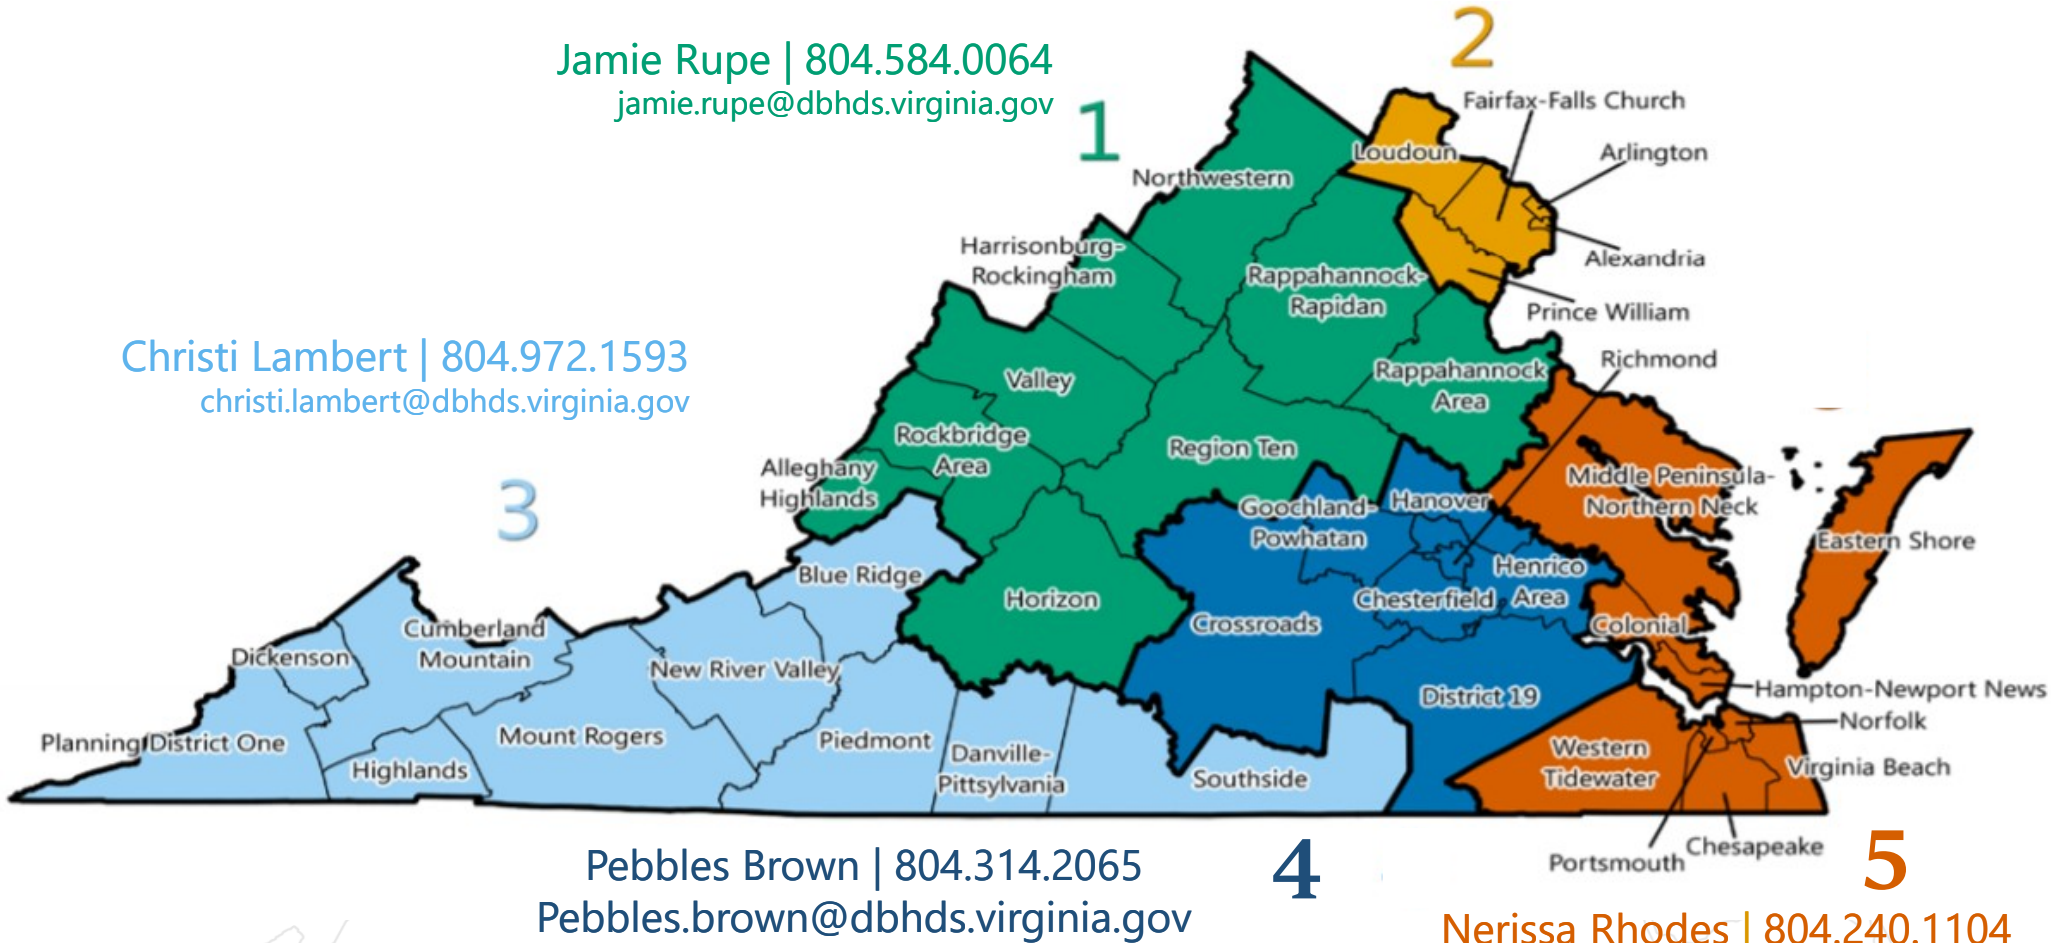 2
Jamie Rupe | 804.584.0064
jamie.rupe@dbhds.virginia.gov
1
Fairfax-Falls Church
Loudoun
Arlington
Northwestern
Harrisonburg-
Rockingham
Alexandria
Rappahannock-
Rapidan
Prince William
Christi Lambert | 804.972.1593
christi.lambert@dbhds.virginia.gov
Richmond
Rappahannock
Area
Valley
Rockbridge
Area
Region Ten
Alleghany
Highlands
3
Middle Peninsula-
Northern Neck
Goochland-
Powhatan
Hanover
Eastern Shore
Blue Ridge
Henrico
Area
Horizon
Chesterfield
Crossroads
Colonial
Cumberland
Mountain
Dickenson
New River Valley
District 19
Hampton-Newport News
Norfolk
Planning District One
Mount Rogers
Piedmont
Danville-
Pittsylvania
Western
Tidewater
Virginia Beach
Highlands
Southside
Chesapeake
Portsmouth
Pebbles Brown | 804.314.2065
Pebbles.brown@dbhds.virginia.gov
4
5
Nerissa Rhodes | 804.240.1104